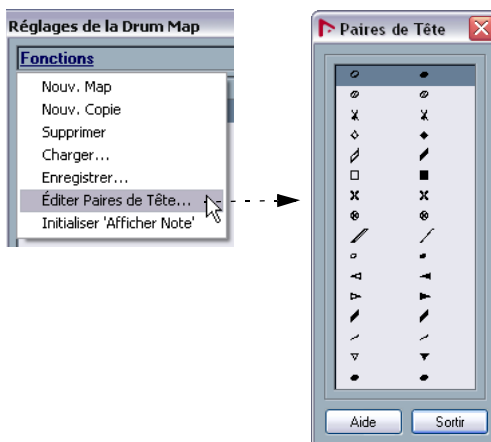 Réglages de la Drum Map
Fonctions
Nouv. Map
Nouv. Copie
Supprimer
Charger...
Enregistrer...
Éditer Paires de Tête...
Initialiser 'Afficher Note'
Paires de Tête
Aide
Sortir